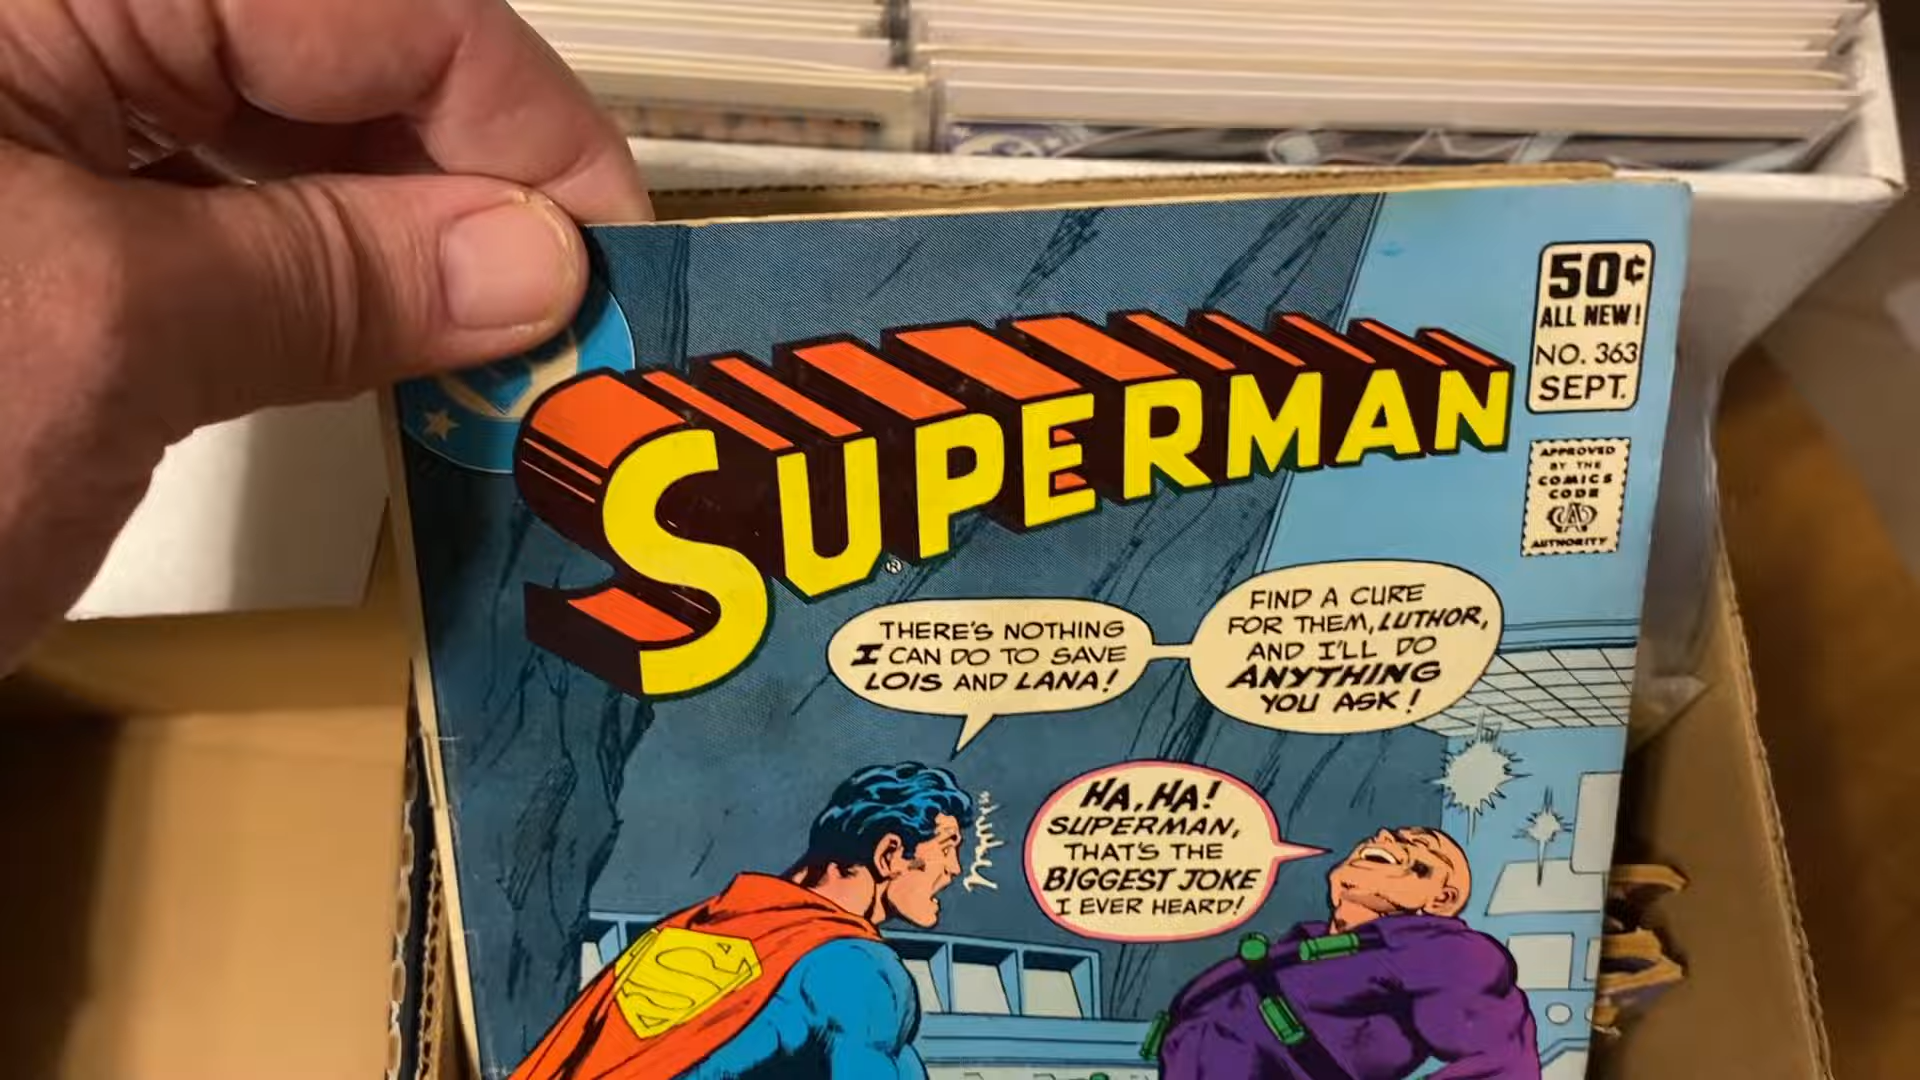 SUPERMAN
®
50¢
ALL NEW!
NO. 363
SEPT.
APPROVED
BY THE
COMICS
CODE
CA
AUTHORITY
THERE'S NOTHING
I CAN DO TO SAVE
LOIS AND LANA!
FIND A CURE
FOR THEM, LUTHOR,
AND I'LL DO
ANYTHING
YOU ASK!
HA, HA!
SUPERMAN,
THAT'S THE
BIGGEST JOKE
I EVER HEARD!
S